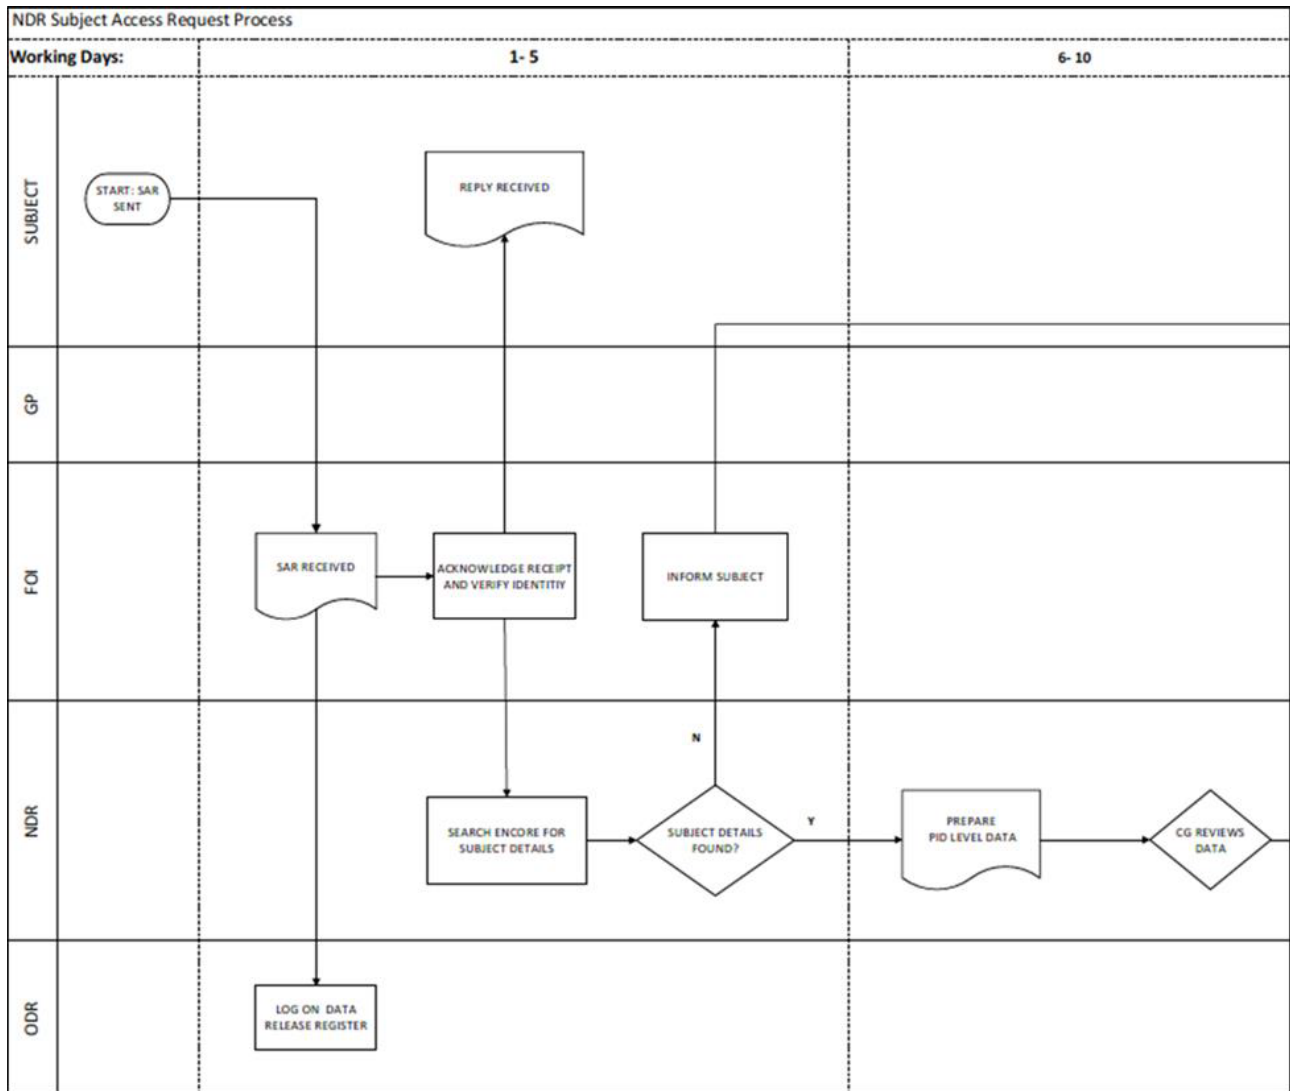 NDR Subject Access Request Process
Working Days:
1- 5
6- 10
SUBJECT
START: SAR
SENT
REPLY RECEIVED
GP
FOI
SAR RECEIVED
ACKNOWLEDGE RECEIPT
AND VERIFY IDENTITIY
INFORM SUBJECT
NDR
N
SEARCH ENCORE FOR
SUBJECT DETAILS
SUBJECT DETAILS
FOUND?
Y
PREPARE
PID LEVEL DATA
CG REVIEWS
DATA
ODR
LOG ON DATA
RELEASE REGISTER